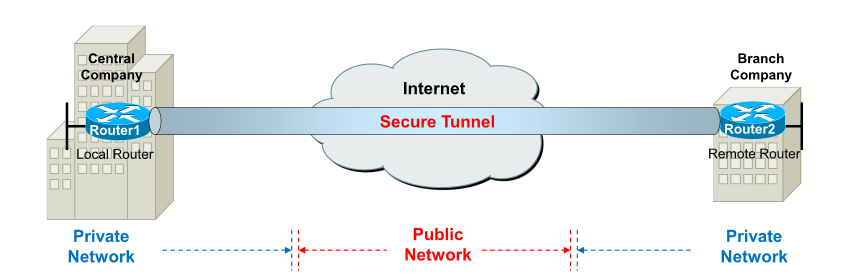 Central
Company
Branch
Company
Internet
Router1
Secure Tunnel
Router2
Local Router
Remote Router
Private
Network
Public
Network
Private
Network